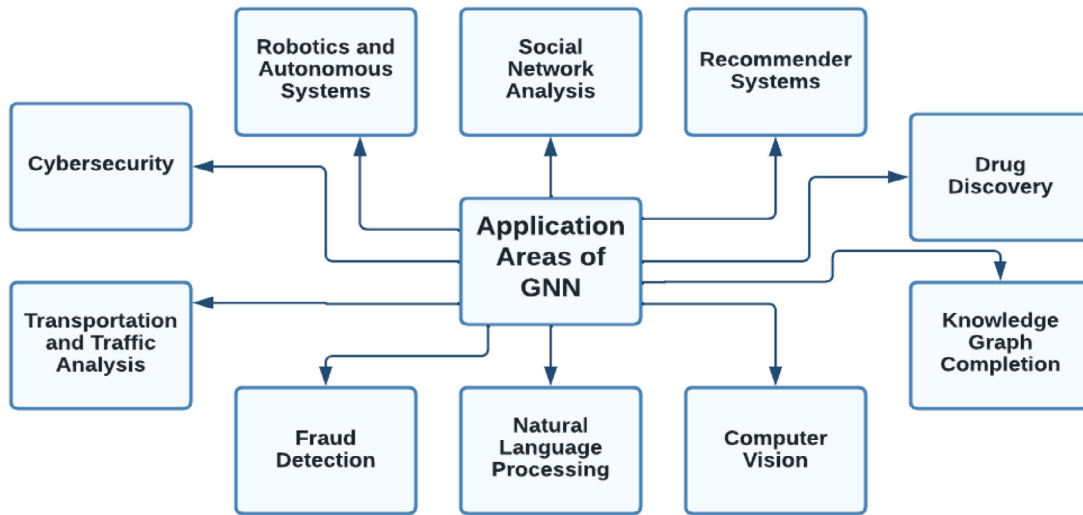 Robotics and
Autonomous
Systems
Social
Network
Analysis
Recommender
Systems
Cybersecurity
Drug
Discovery
Application
Areas of
GNN
Transportation
and Traffic
Analysis
Knowledge
Graph
Completion
Fraud
Detection
Natural
Language
Processing
Computer
Vision